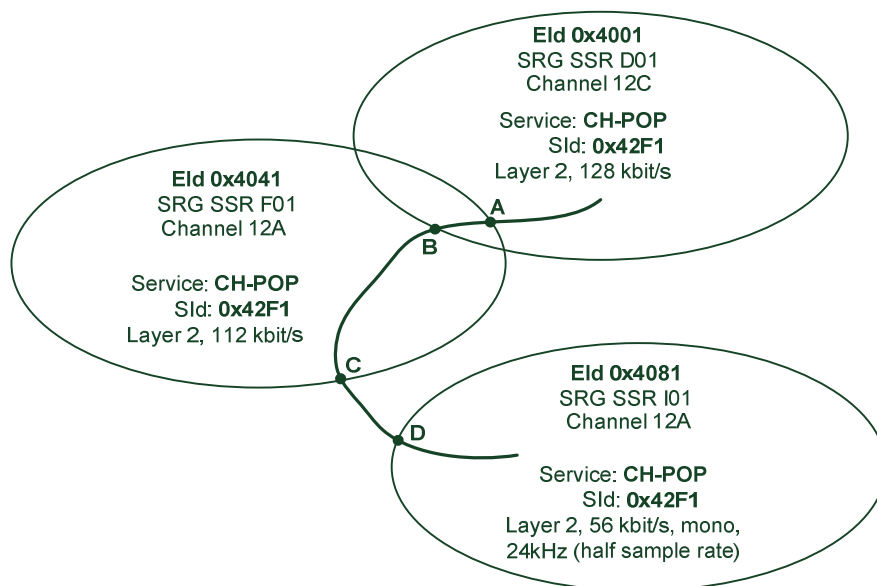 EId 0x4001
SRG SSR D01
Channel 12C
Service: CH-POP
SId: 0x42F1
Layer 2, 128 kbit/s
EId 0x4041
SRG SSR F01
Channel 12A
Service: CH-POP
SId: 0x42F1
Layer 2, 112 kbit/s
A
B
C
D
EId 0x4081
SRG SSR I01
Channel 12A
Service: CH-POP
SId: 0x42F1
Layer 2, 56 kbit/s, mono,
24kHz (half sample rate)